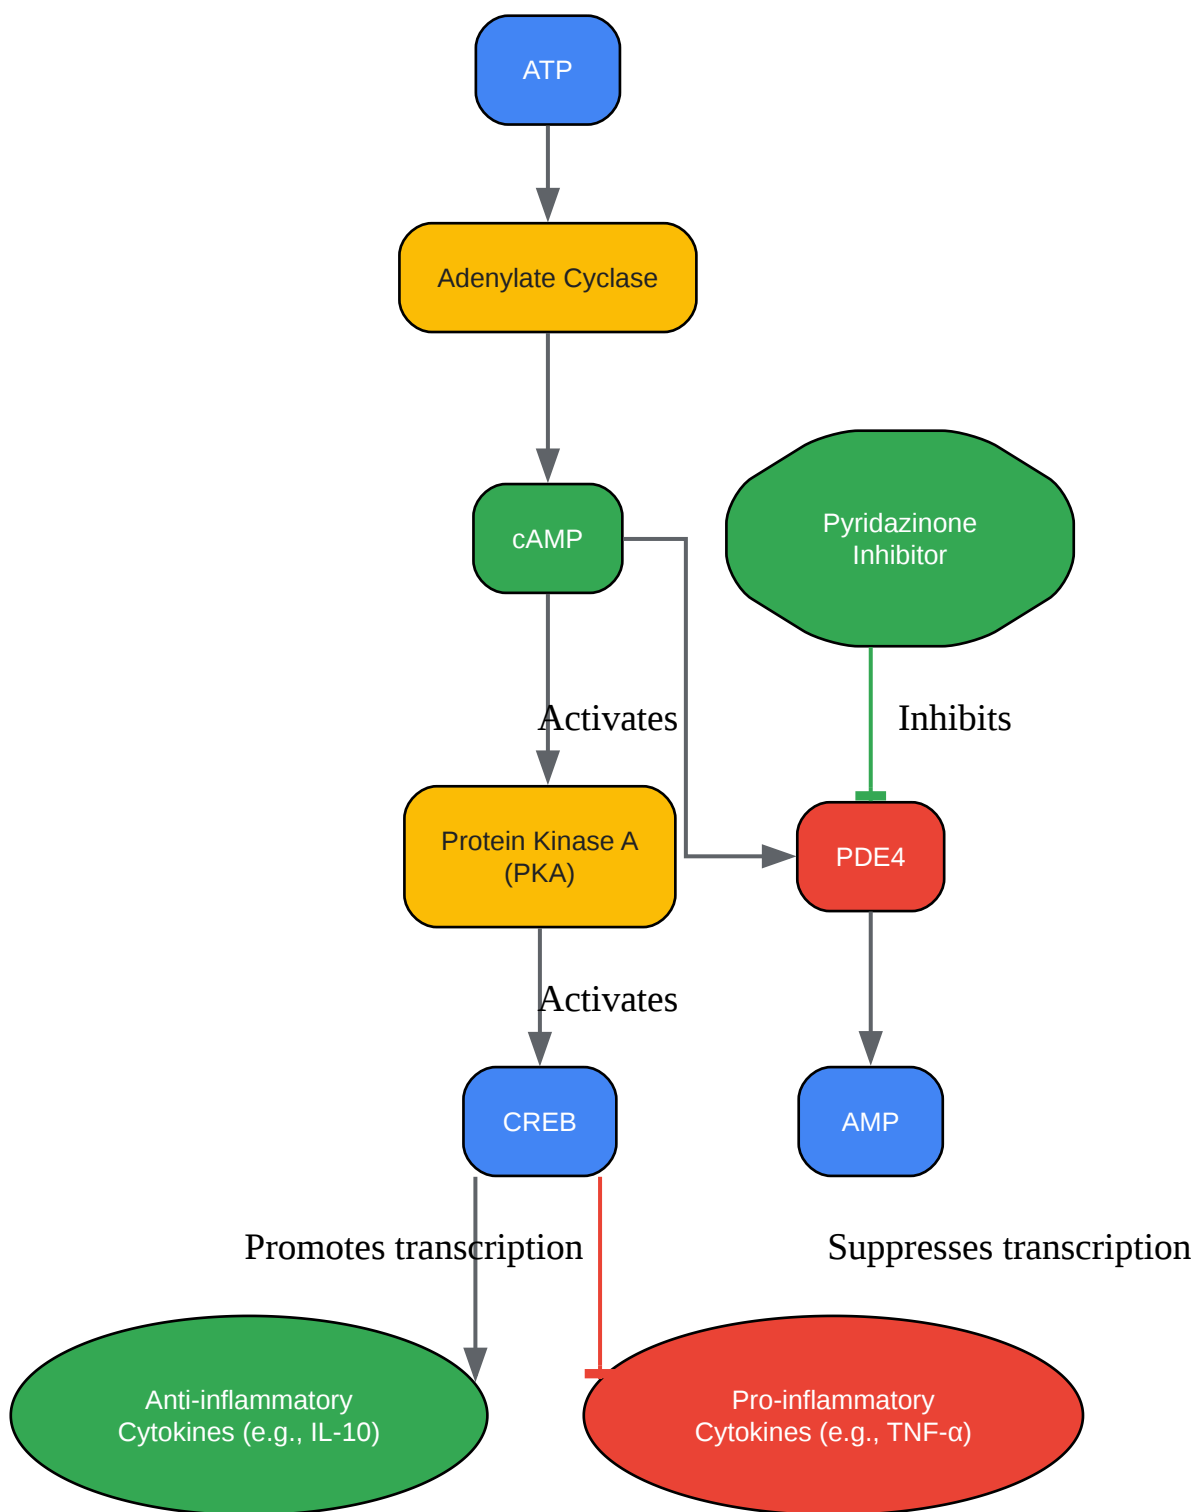 ATP
Adenylate Cyclase
cAMP
Pyridazinone
Inhibitor
Activates
Inhibits
Protein Kinase A
(PKA)
PDE4
Activates
CREB
AMP
Promotes transcription
Suppresses transcription
Anti-inflammatory
Cytokines (e.g., IL-10)
Pro-inflammatory
Cytokines (e.g., TNF-α)